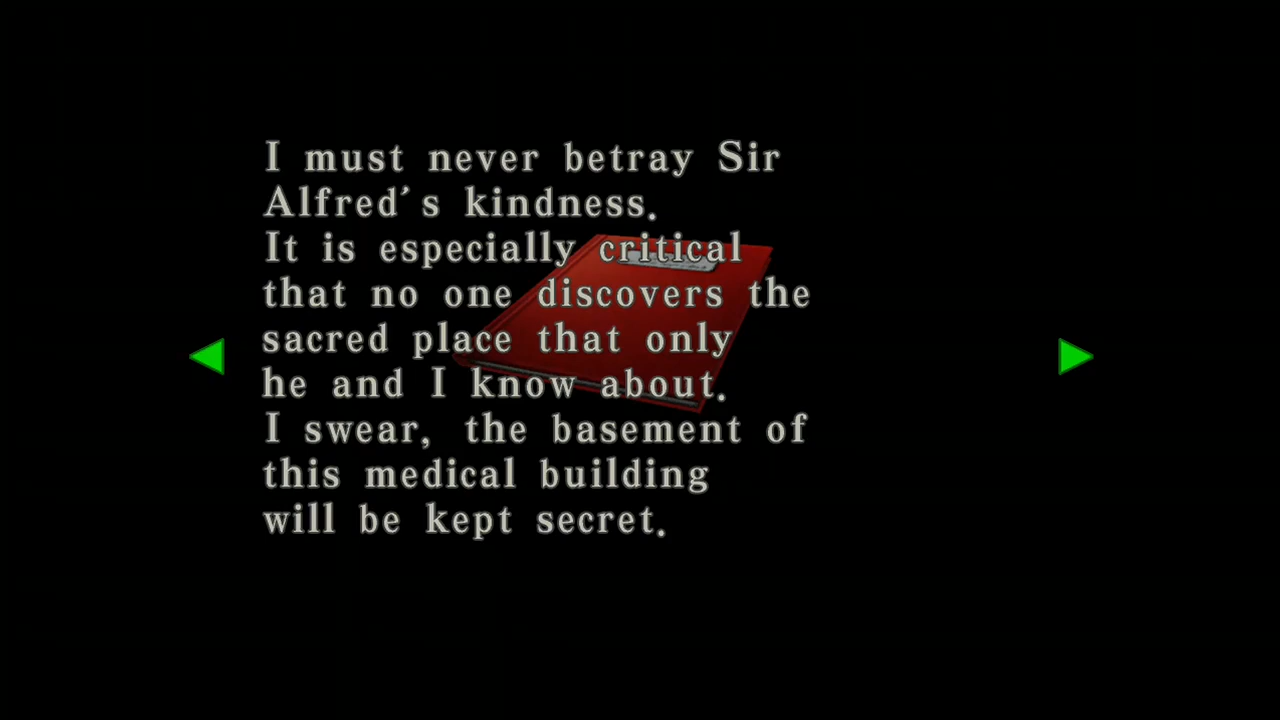 I must never betray Sir
Alfred's kindness.
It is especially critical
that no one discovers the
sacred place that only
he and I know about.
I swear, the basement of
this medical building
will be kept secret.